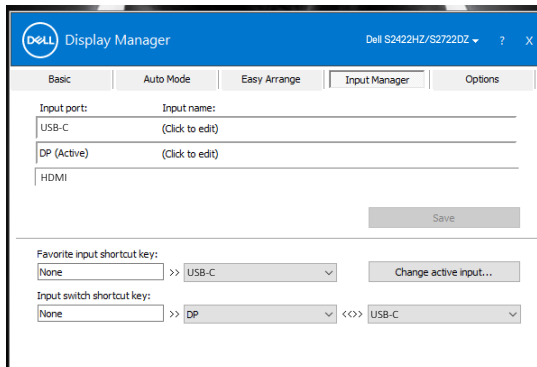 DELL Display Manager Dell S2422HZ/S2722DZ ? X
Basic Auto Mode Easy Arrange Input Manager Options
Input port: Input name:
USB-C (Click to edit)
DP (Active) (Click to edit)
HDMI
Save
Favorite input shortcut key:
None >> USB-C Change active input...
Input switch shortcut key:
None >> DP <<>> USB-C